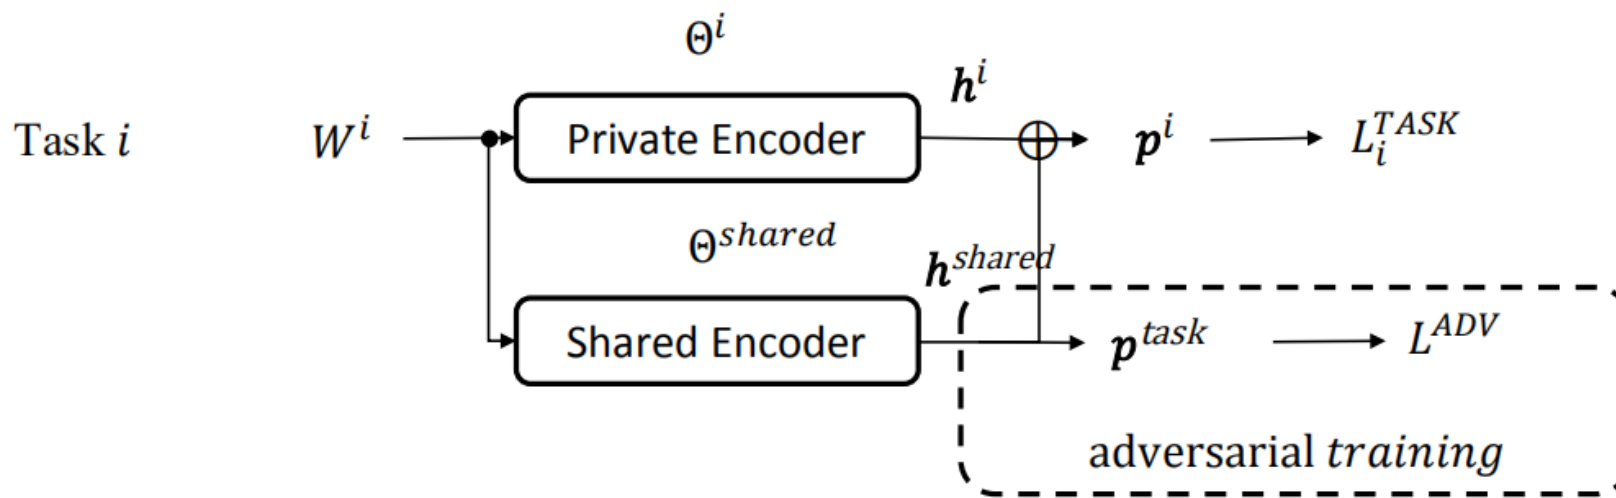 Θ^i
h^i
Task i W^i Private Encoder ⊕ p^i L_i^{TASK}
Θ^{shared}
h^{shared}
Shared Encoder p^{task} L^{ADV}
adversarial training